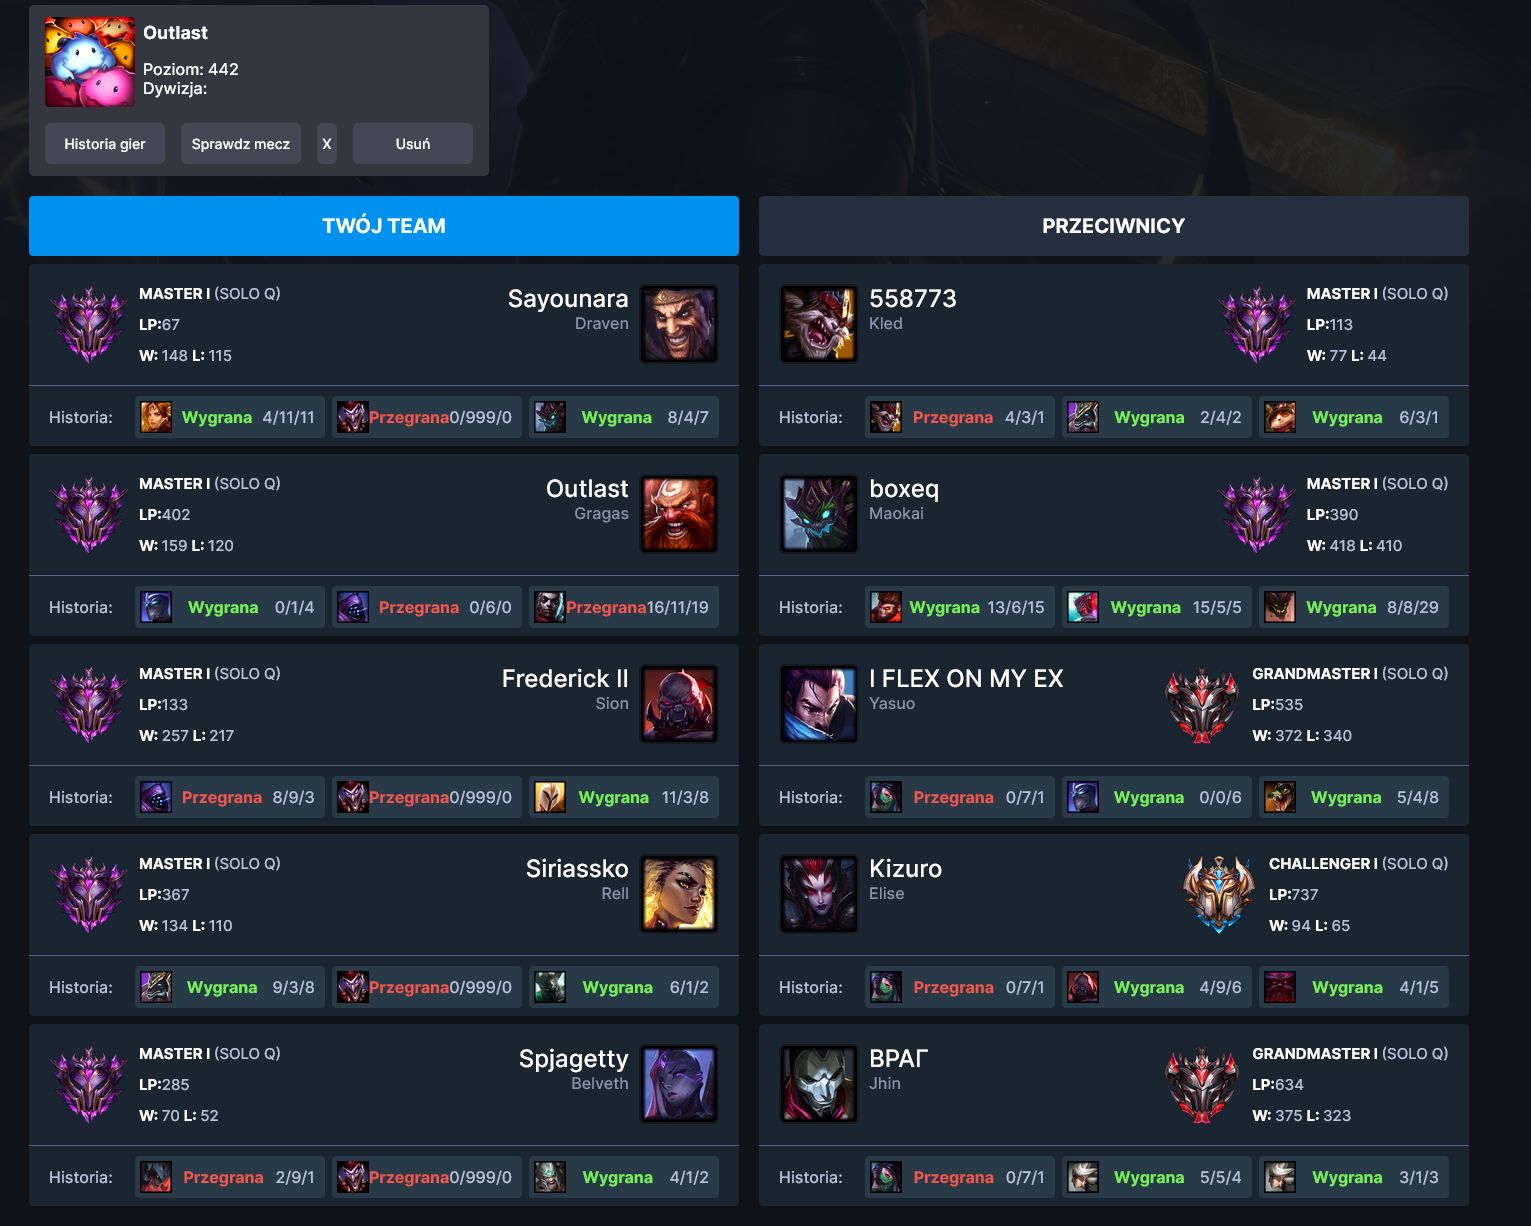 Outlast
Poziom: 442
Dywizja:
Historia gier
Sprawdz mecz
X
Usuń
TWÓJ TEAM
MASTER I (SOLO Q)
LP:67
W: 148 L: 115
Sayounara
Draven
Historia:
Wygrana 4/11/11
Przegrana 0/999/0
Wygrana 8/4/7
MASTER I (SOLO Q)
LP:402
W: 159 L: 120
Outlast
Gragas
Historia:
Wygrana 0/1/4
Przegrana 0/6/0
Przegrana 16/11/19
MASTER I (SOLO Q)
LP:133
W: 257 L: 217
Frederick II
Sion
Historia:
Przegrana 8/9/3
Przegrana 0/999/0
Wygrana 11/3/8
MASTER I (SOLO Q)
LP:367
W: 134 L: 110
Siriassko
Rell
Historia:
Wygrana 9/3/8
Przegrana 0/999/0
Wygrana 6/1/2
MASTER I (SOLO Q)
LP:285
W: 70 L: 52
Spjagetty
Belveth
Historia:
Przegrana 2/9/1
Przegrana 0/999/0
Wygrana 4/1/2
PRZECIWNICY
558773
Kled
MASTER I (SOLO Q)
LP:113
W: 77 L: 44
Historia:
Przegrana 4/3/1
Wygrana 2/4/2
Wygrana 6/3/1
boxeq
Maokai
MASTER I (SOLO Q)
LP:390
W: 418 L: 410
Historia:
Wygrana 13/6/15
Wygrana 15/5/5
Wygrana 8/8/29
I FLEX ON MY EX
Yasuo
GRANDMASTER I (SOLO Q)
LP:535
W: 372 L: 340
Historia:
Przegrana 0/7/1
Wygrana 0/0/6
Wygrana 5/4/8
Kizuro
Elise
CHALLENGER I (SOLO Q)
LP:737
W: 94 L: 65
Historia:
Przegrana 0/7/1
Wygrana 4/9/6
Wygrana 4/1/5
ВРАГ
Jhin
GRANDMASTER I (SOLO Q)
LP:634
W: 375 L: 323
Historia:
Przegrana 0/7/1
Wygrana 5/5/4
Wygrana 3/1/3